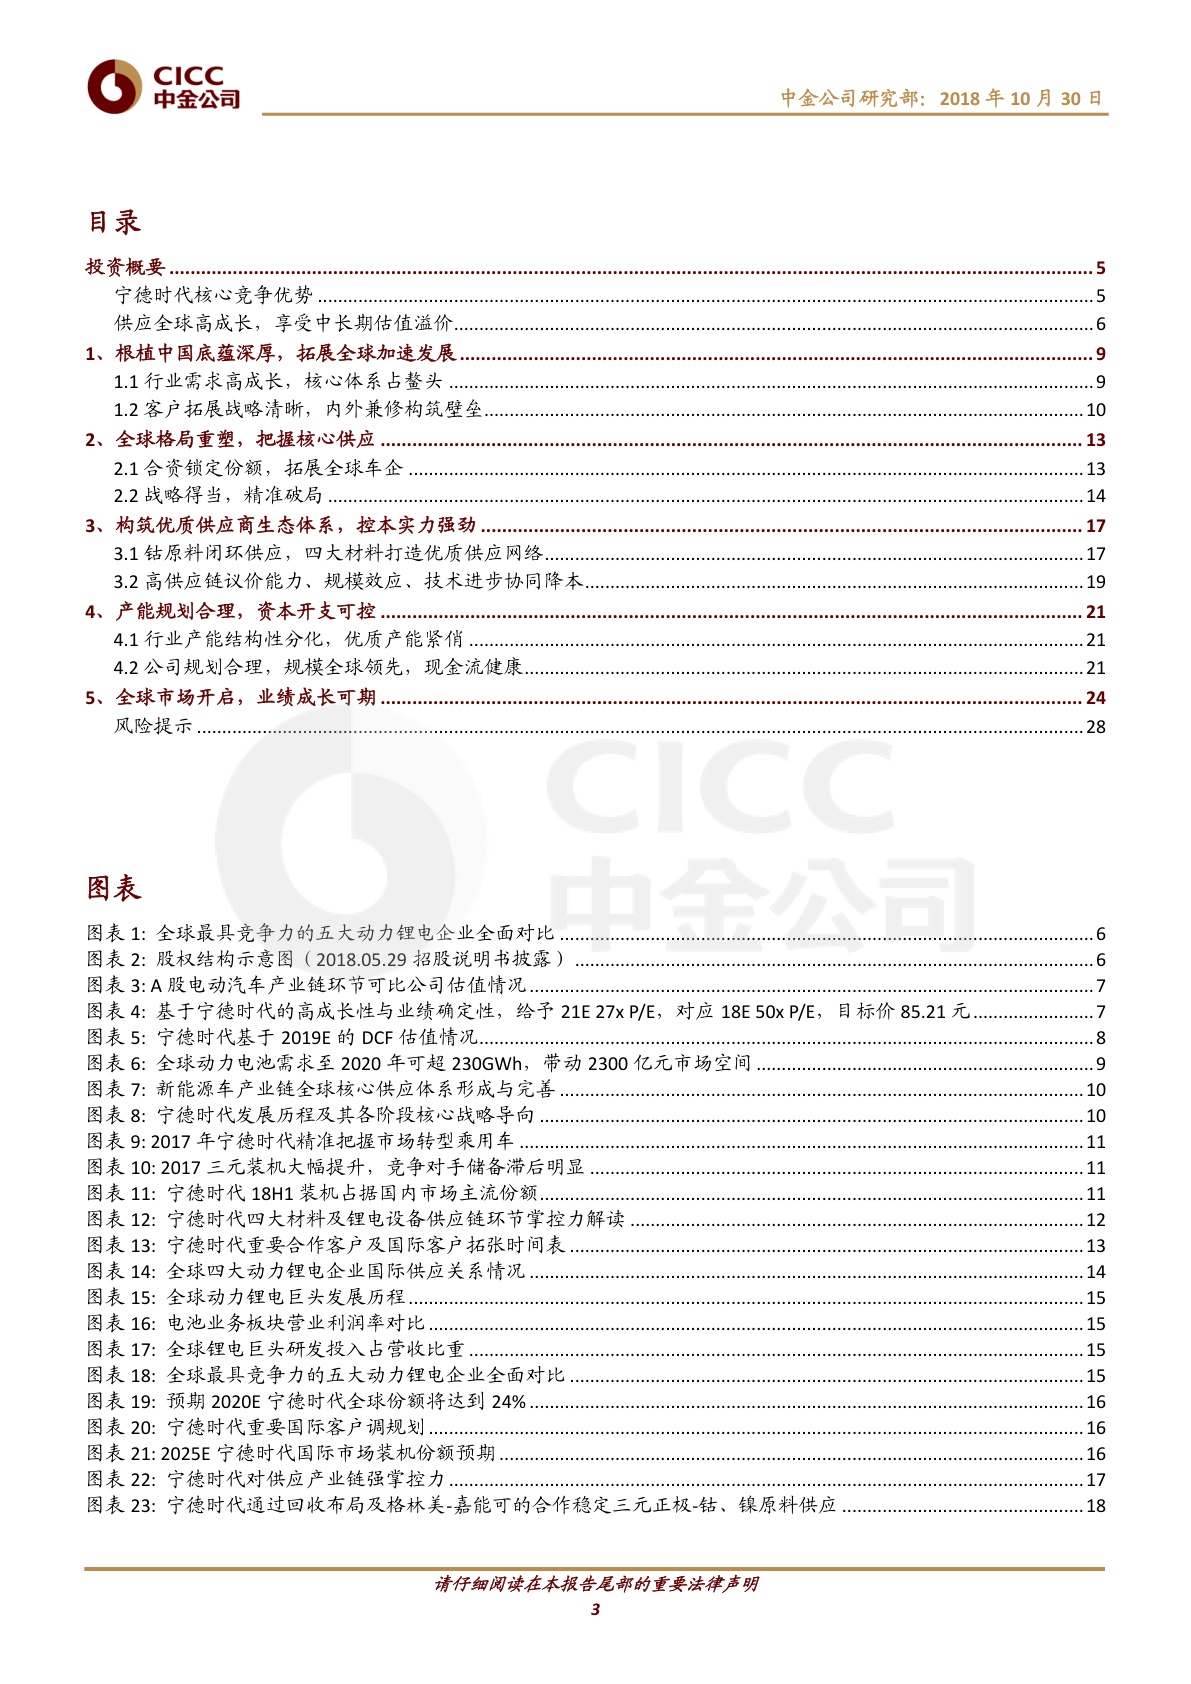 CICC
中金公司
中金公司研究部：2018 年 10 月 30 日
目录
投资概要 5
宁德时代核心竞争优势 5
供应全球高成长，享受中长期估值溢价 6
1、根植中国底蕴深厚，拓展全球加速发展 9
1.1 行业需求高成长，核心体系占鳌头 9
1.2 客户拓展战略清晰，内外兼修构筑壁垒 10
2、全球格局重塑，把握核心供应 13
2.1 合资锁定份额，拓展全球车企 13
2.2 战略得当，精准破局 14
3、构筑优质供应商生态体系，控本实力强劲 17
3.1 钴原料闭环供应，四大材料打造优质供应网络 17
3.2 高供应链议价能力、规模效应、技术进步协同降本 19
4、产能规划合理，资本开支可控 21
4.1 行业产能结构性分化，优质产能紧俏 21
4.2 公司规划合理，规模全球领先，现金流健康 21
5、全球市场开启，业绩成长可期 24
风险提示 28
CICC
中金公司
图表
图表 1: 全球最具竞争力的五大动力锂电企业全面对比 6
图表 2: 股权结构示意图（2018.05.29 招股说明书披露） 6
图表 3: A 股电动汽车产业链环节可比公司估值情况 7
图表 4: 基于宁德时代的高成长性与业绩确定性，给予 21E 27x P/E，对应 18E 50x P/E，目标价 85.21 元 7
图表 5: 宁德时代基于 2019E 的 DCF 估值情况 8
图表 6: 全球动力电池需求至 2020 年可超 230GWh，带动 2300 亿元市场空间 9
图表 7: 新能源车产业链全球核心供应体系形成与完善 10
图表 8: 宁德时代发展历程及其各阶段核心战略导向 10
图表 9: 2017 年宁德时代精准把握市场转型乘用车 11
图表 10: 2017 三元装机大幅提升，竞争对手储备滞后明显 11
图表 11: 宁德时代 18H1 装机占据国内市场主流份额 11
图表 12: 宁德时代四大材料及锂电设备供应链环节掌控力解读 12
图表 13: 宁德时代重要合作客户及国际客户拓张时间表 13
图表 14: 全球四大动力锂电企业国际供应关系情况 14
图表 15: 全球动力锂电巨头发展历程 15
图表 16: 电池业务板块营业利润率对比 15
图表 17: 全球锂电巨头研发投入占营收比重 15
图表 18: 全球最具竞争力的五大动力锂电企业全面对比 15
图表 19: 预期 2020E 宁德时代全球份额将达到 24% 16
图表 20: 宁德时代重要国际客户调规划 16
图表 21: 2025E 宁德时代国际市场装机份额预期 16
图表 22: 宁德时代对供应产业链强掌控力 17
图表 23: 宁德时代通过回收布局及格林美-嘉能可的合作稳定三元正极-钴、镍原料供应 18
请仔细阅读在本报告尾部的重要法律声明
3